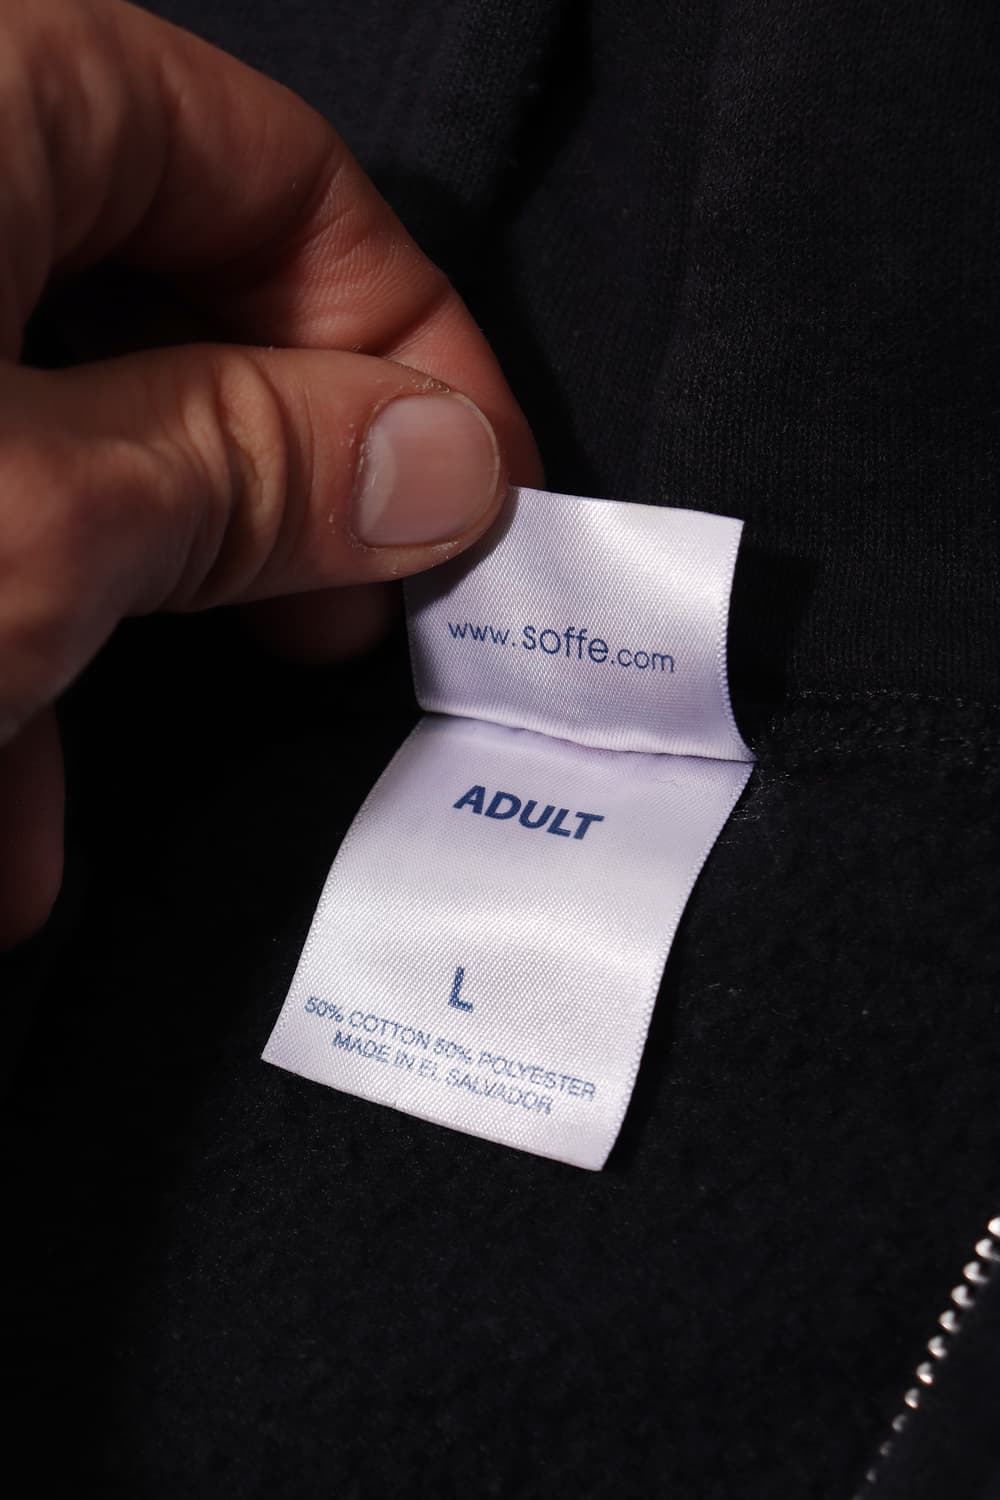 www.soffe.com
ADULT
L
50% COTTON 50% POLYESTER
MADE IN EL SALVADOR